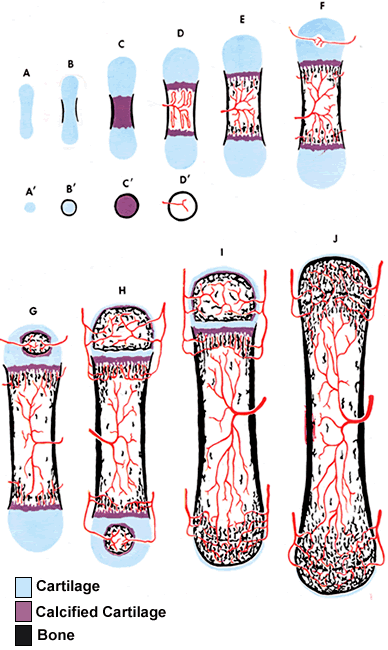 A
B
C
D
E
F
A'
B'
C'
D'
G
H
I
J
Cartilage
Calcified Cartilage
Bone